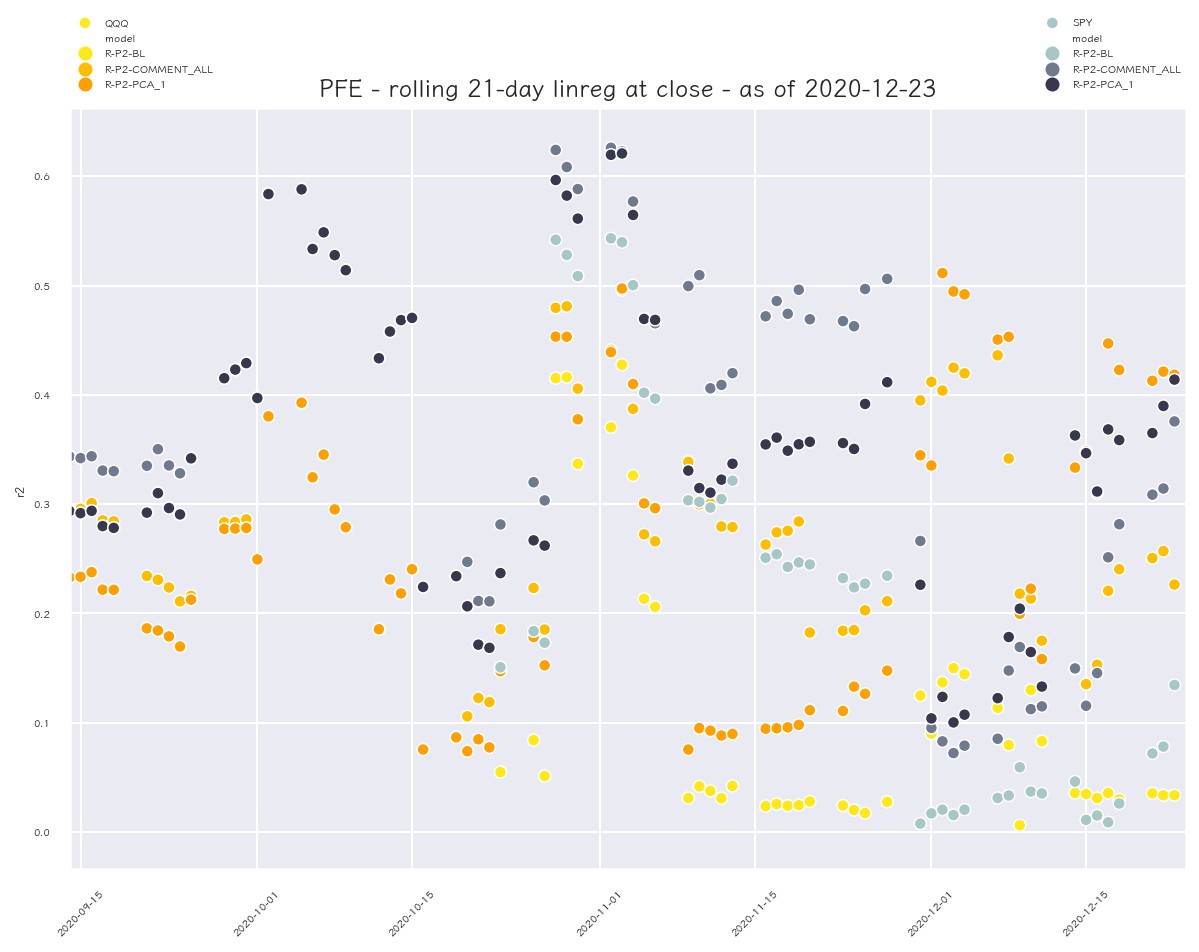 QQQ
model
R-P2-BL
R-P2-COMMENT_ALL
R-P2-PCA_1
SPY
model
R-P2-BL
R-P2-COMMENT_ALL
R-P2-PCA_1
PFE - rolling 21-day linreg at close - as of 2020-12-23
r2
0.6
0.5
0.4
0.3
0.2
0.1
0.0
2020-09-15
2020-10-01
2020-10-15
2020-11-01
2020-11-15
2020-12-01
2020-12-15